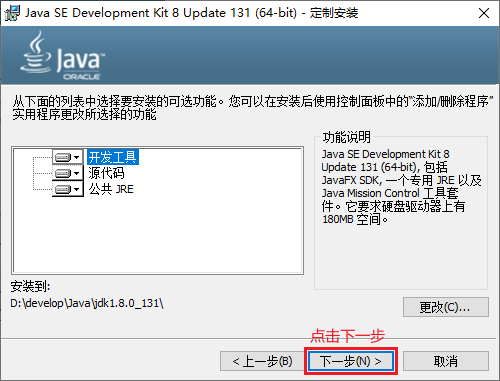 Java SE Development Kit 8 Update 131 (64-bit) - 定制安装
Java
ORACLE
从下面的列表中选择要安装的可选功能。您可以在安装后使用控制面板中的“添加/删除程序”
实用程序更改所选择的功能
开发工具
源代码
公共 JRE
功能说明
Java SE Development Kit 8
Update 131 (64-bit), 包括
JavaFX SDK, 一个专用 JRE 以及
Java Mission Control 工具套
件。它要求硬盘驱动器上有
180MB 空间。
安装到:
D:\develop\Java\jdk1.8.0_131\
更改(C)...
点击下一步
< 上一步(B)
下一步(N) >
取消